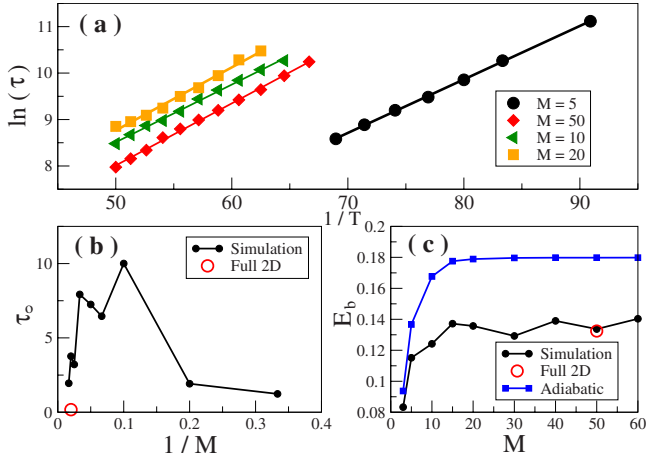 ( a )
ln ( τ )
11
10
9
8
50 60 70 80 90
1 / T
M = 5
M = 50
M = 10
M = 20
( b )
Simulation
Full 2D
τo
10
5
0
0 0.1 0.2 0.3 0.4
1 / M
( c )
E_b
0.2
0.18
0.16
0.14
0.12
0.1
0.08
Simulation
Full 2D
Adiabatic
0 10 20 30 40 50 60
M